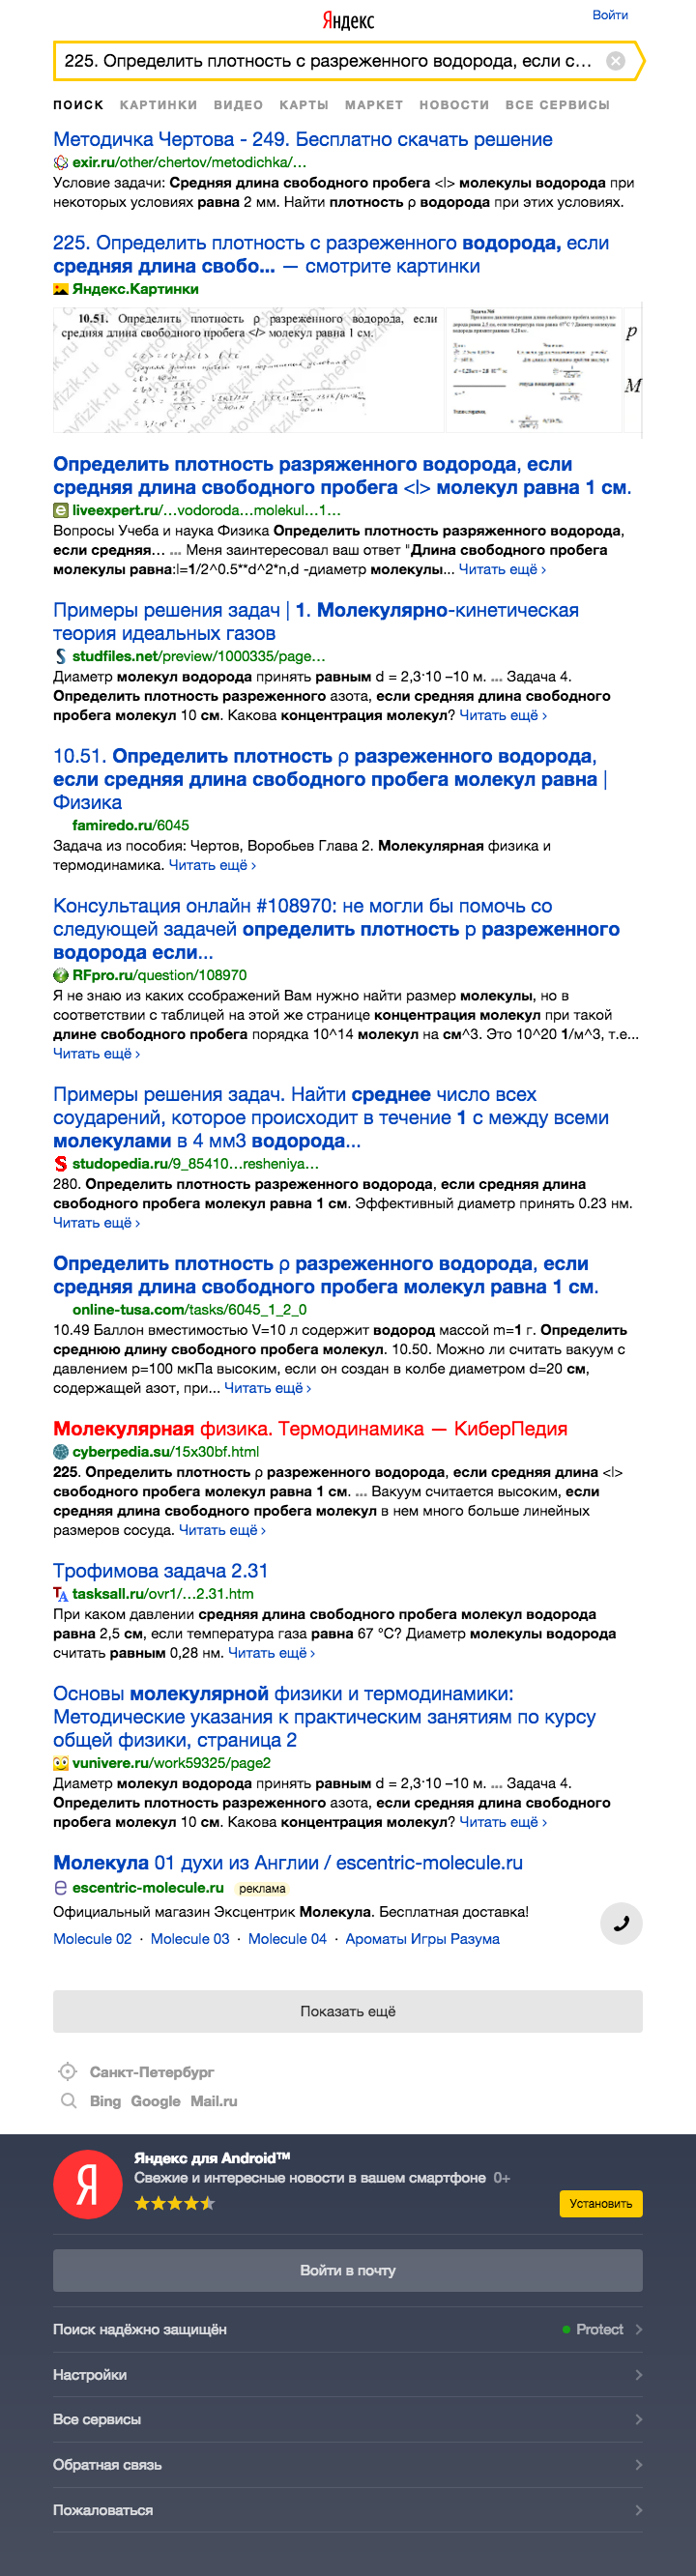 Яндекс
Войти
225. Определить плотность с разреженного водорода, если с...
ПОИСК КАРТИНКИ ВИДЕО КАРТЫ МАРКЕТ НОВОСТИ ВСЕ СЕРВИСЫ
Методичка Чертова - 249. Бесплатно скачать решение
exir.ru/other/chertov/metodichka/...
Условие задачи: Средняя длина свободного пробега <l> молекулы водорода при
некоторых условиях равна 2 мм. Найти плотность ρ водорода при этих условиях.
225. Определить плотность с разреженного водорода, если
средняя длина свобо... — смотрите картинки
Яндекс.Картинки
10.51. Определить плотность ρ разреженного водорода, если
средняя длина свободного пробега <l> молекул равна 1 см.
Определить плотность разряженного водорода, если
средняя длина свободного пробега <l> молекул равна 1 см.
liveexpert.ru/...vodoroda...molekul...1...
Вопросы Учеба и наука Физика Определить плотность разряженного водорода,
если средняя... ... Меня заинтересовал ваш ответ "Длина свободного пробега
молекулы равна:l=1/2^0.5**d^2*n,d -диаметр молекулы... Читать ещё ›
Примеры решения задач | 1. Молекулярно-кинетическая
теория идеальных газов
studfiles.net/preview/1000335/page...
Диаметр молекул водорода принять равным d = 2,3·10 –10 м. ... Задача 4.
Определить плотность разреженного азота, если средняя длина свободного
пробега молекул 10 см. Какова концентрация молекул? Читать ещё ›
10.51. Определить плотность ρ разреженного водорода,
если средняя длина свободного пробега молекул равна |
Физика
famiredo.ru/6045
Задача из пособия: Чертов, Воробьев Глава 2. Молекулярная физика и
термодинамика. Читать ещё ›
Консультация онлайн #108970: не могли бы помочь со
следующей задачей определить плотность р разреженного
водорода если...
RFpro.ru/question/108970
Я не знаю из каких ссображений Вам нужно найти размер молекулы, но в
соответствии с таблицей на этой же странице концентрация молекул при такой
длине свободного пробега порядка 10^14 молекул на см^3. Это 10^20 1/м^3, т.е...
Читать ещё ›
Примеры решения задач. Найти среднее число всех
соударений, которое происходит в течение 1 с между всеми
молекулами в 4 мм3 водорода...
studopedia.ru/9_85410...resheniya...
280. Определить плотность разреженного водорода, если средняя длина
свободного пробега молекул равна 1 см. Эффективный диаметр принять 0.23 нм.
Читать ещё ›
Определить плотность ρ разреженного водорода, если
средняя длина свободного пробега молекул равна 1 см.
online-tusa.com/tasks/6045_1_2_0
10.49 Баллон вместимостью V=10 л содержит водород массой m=1 г. Определить
среднюю длину свободного пробега молекул. 10.50. Можно ли считать вакуум с
давлением р=100 мкПа высоким, если он создан в колбе диаметром d=20 см,
содержащей азот, при... Читать ещё ›
Молекулярная физика. Термодинамика — КиберПедия
cyberpedia.su/15x30bf.html
225. Определить плотность ρ разреженного водорода, если средняя длина <l>
свободного пробега молекул равна 1 см. ... Вакуум считается высоким, если
средняя длина свободного пробега молекул в нем много больше линейных
размеров сосуда. Читать ещё ›
Трофимова задача 2.31
tasksall.ru/ovr1/...2.31.htm
При каком давлении средняя длина свободного пробега молекул водорода
равна 2,5 см, если температура газа равна 67 °С? Диаметр молекулы водорода
считать равным 0,28 нм. Читать ещё ›
Основы молекулярной физики и термодинамики:
Методические указания к практическим занятиям по курсу
общей физики, страница 2
vunivere.ru/work59325/page2
Диаметр молекул водорода принять равным d = 2,3·10 –10 м. ... Задача 4.
Определить плотность разреженного азота, если средняя длина свободного
пробега молекул 10 см. Какова концентрация молекул? Читать ещё ›
Молекула 01 духи из Англии / escentric-molecule.ru
escentric-molecule.ru реклама
Официальный магазин Эксцентрик Молекула. Бесплатная доставка!
Molecule 02 · Molecule 03 · Molecule 04 · Ароматы Игры Разума
Показать ещё
Санкт-Петербург
Bing Google Mail.ru
Яндекс для Android™
Свежие и интересные новости в вашем смартфоне 0+
Установить
Войти в почту
Поиск надёжно защищён
Protect
Настройки
Все сервисы
Обратная связь
Пожаловаться